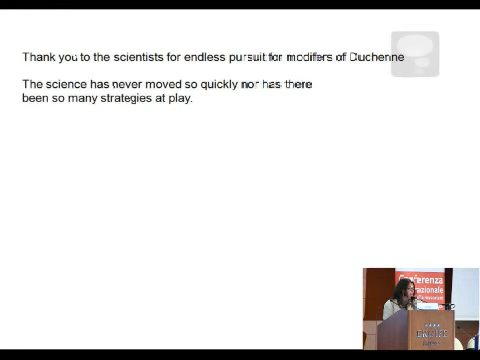 Thank you to the scientists for endless pursuit for modifers of Duchenne
The science has never moved so quickly nor has there
been so many strategies at play.
Conferenza